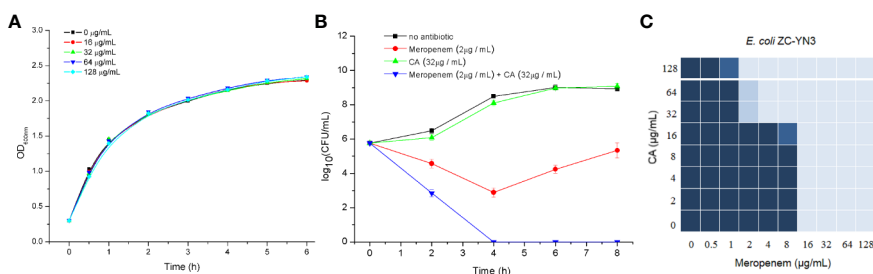 A
0 μg/mL
16 μg/mL
32 μg/mL
64 μg/mL
128 μg/mL
3.0
2.5
2.0
1.5
1.0
0.5
0.0
OD600nm
0 1 2 3 4 5 6
Time (h)
B
no antibiotic
Meropenem (2μg / mL)
CA (32μg / mL)
Meropenem (2μg / mL) + CA (32μg / mL)
12
9
6
3
0
log10(CFU/mL)
0 2 4 6 8
Time (h)
C
E. coli ZC-YN3
128
64
32
16
8
4
2
0
CA (μg/mL)
0 0.5 1 2 4 8 16 32 64 128
Meropenem (μg/mL)